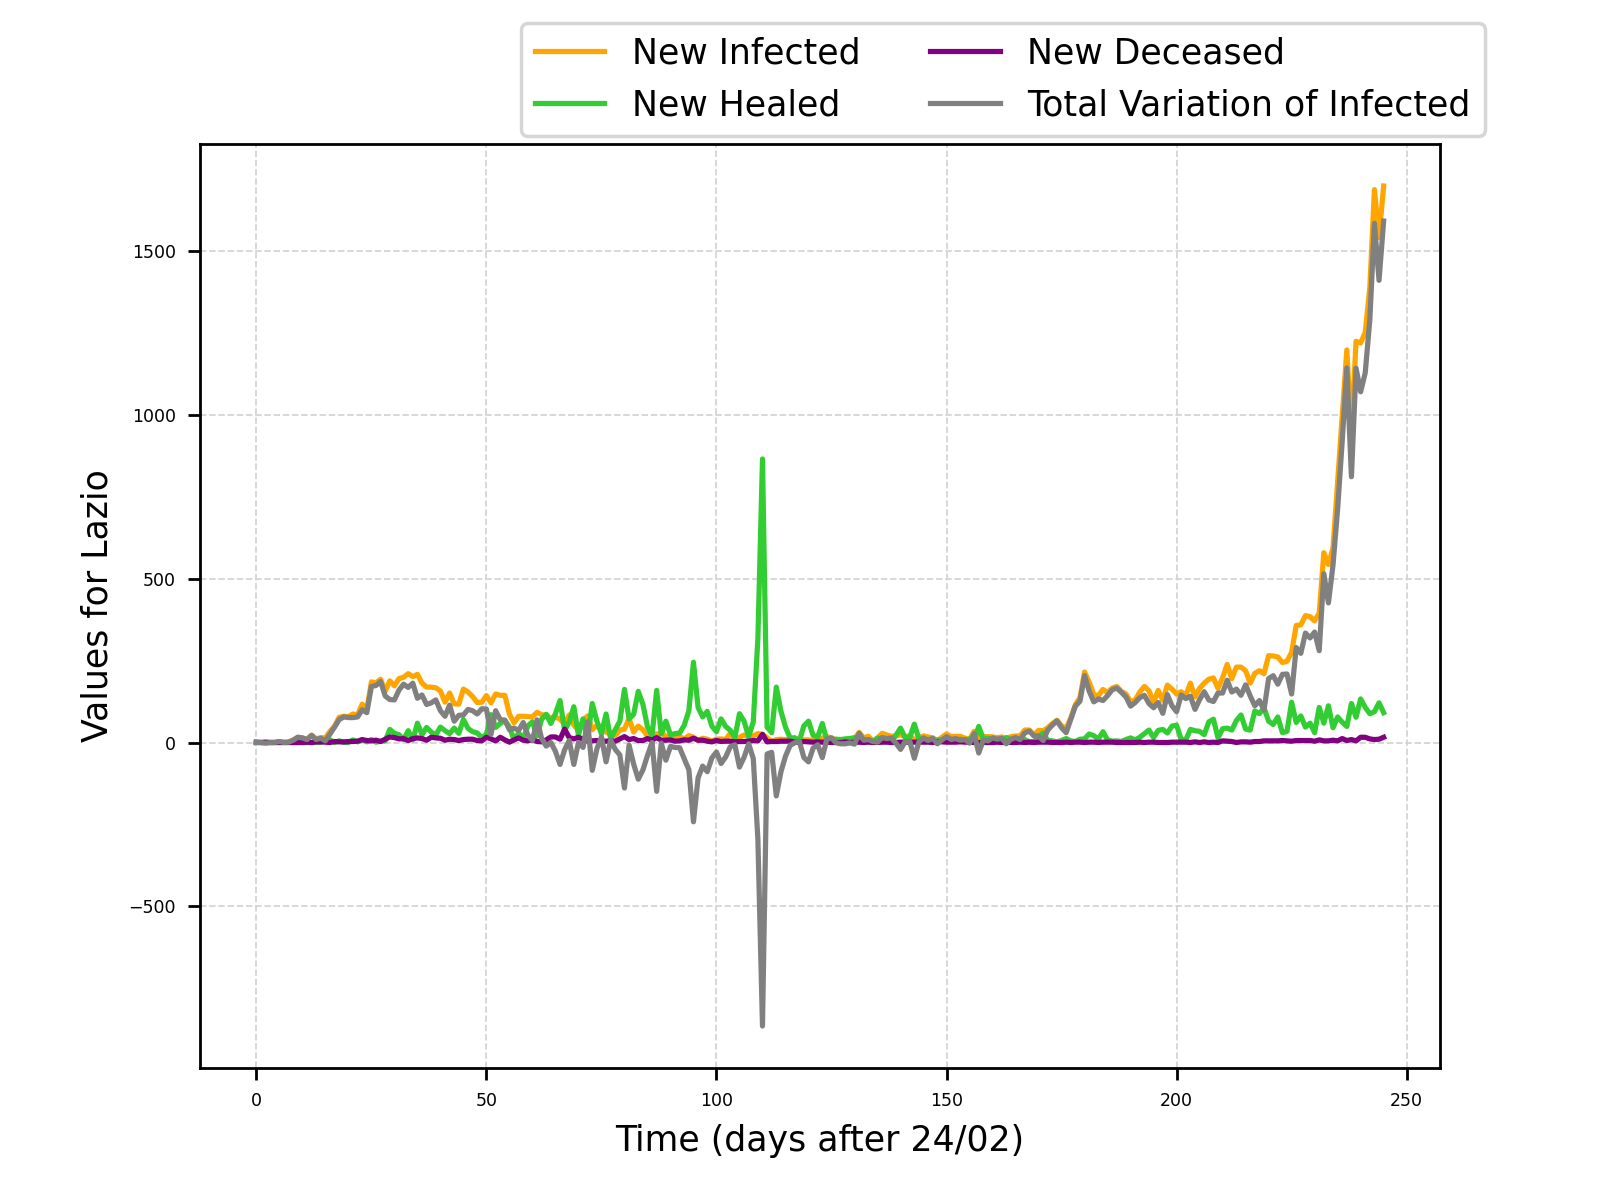 New Infected
New Healed
New Deceased
Total Variation of Infected
Values for Lazio
1500
1000
500
0
−500
0
50
100
150
200
250
Time (days after 24/02)